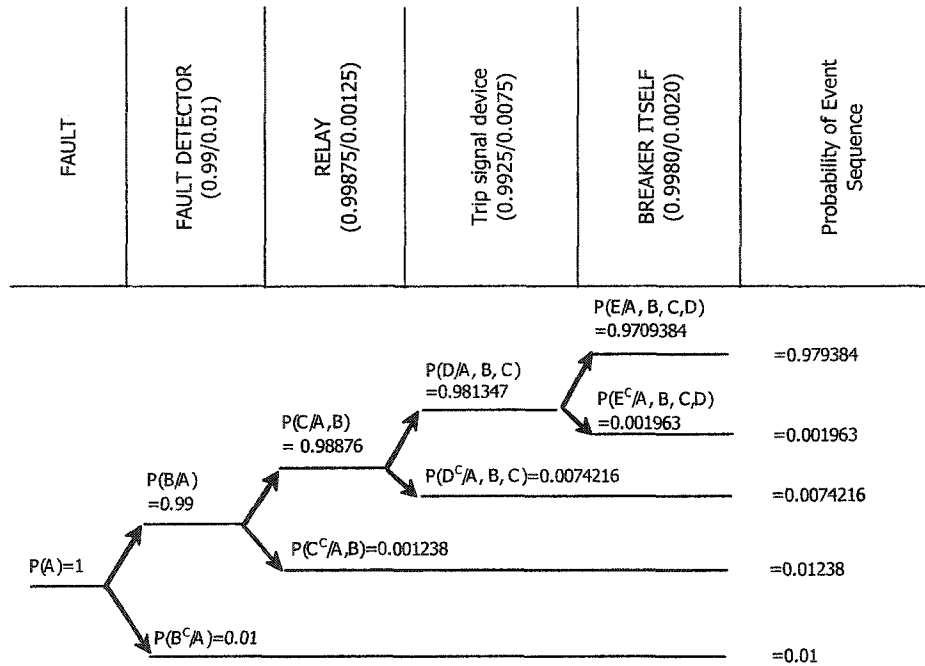 FAULT
FAULT DETECTOR
(0.99/0.01)
RELAY
(0.99875/0.00125)
Trip signal device
(0.9925/0.0075)
BREAKER ITSELF
(0.9980/0.0020)
Probability of Event
Sequence
P(E/A, B, C,D)
=0.9709384
=0.979384
P(D/A, B, C)
=0.981347
P(E^C/A, B, C,D)
=0.001963
=0.001963
P(C/A,B)
= 0.98876
P(D^C/A, B, C)=0.0074216
=0.0074216
P(B/A)
=0.99
P(C^C/A,B)=0.001238
=0.01238
P(A)=1
P(B^C/A)=0.01
=0.01